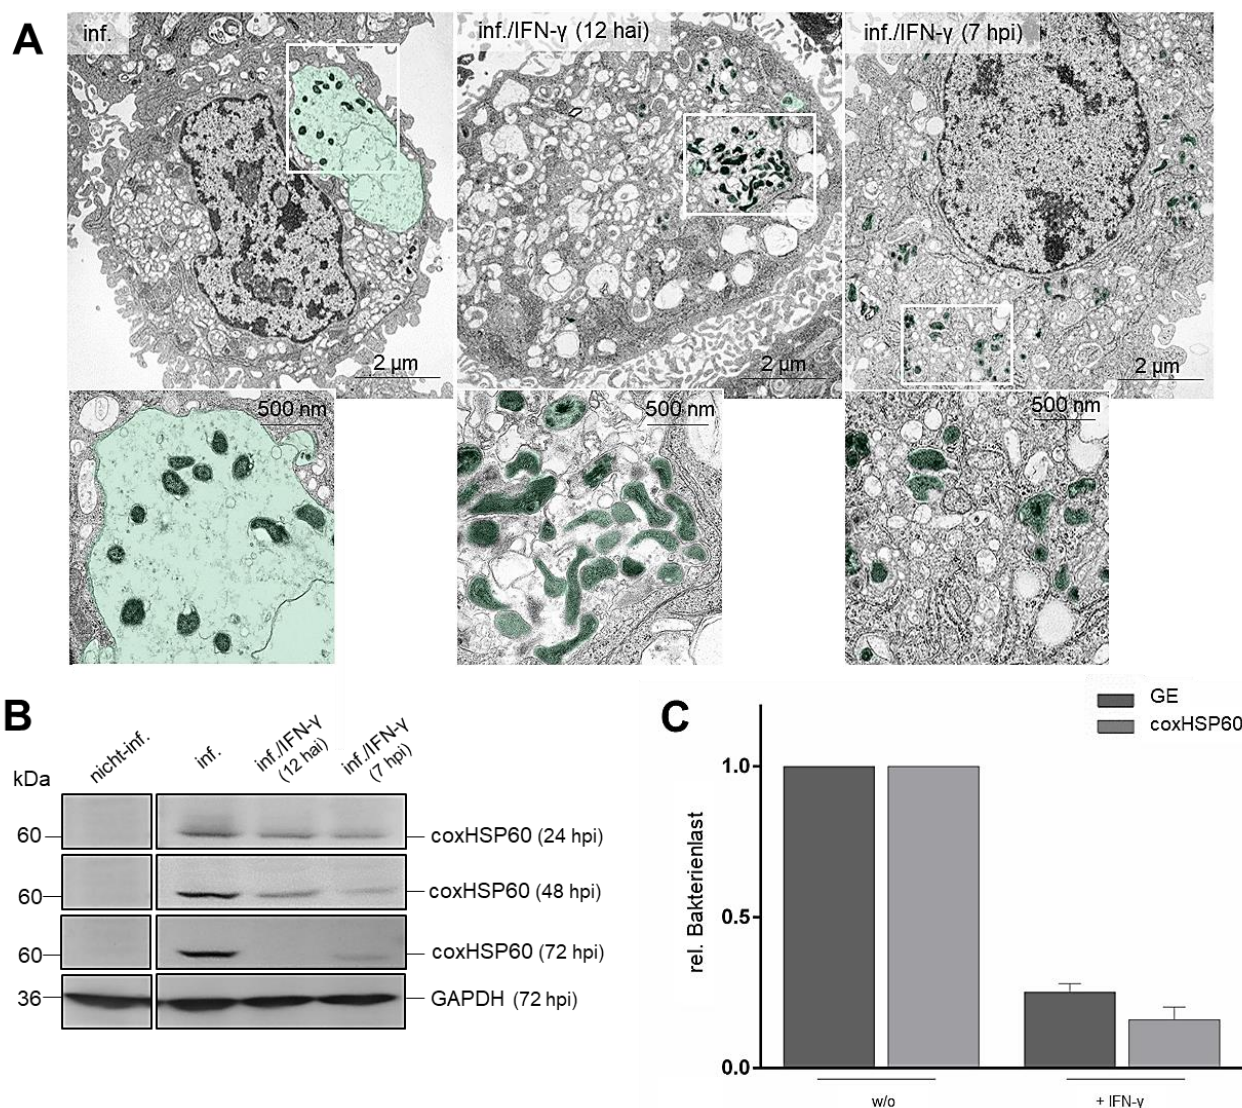 A
inf.
inf./IFN-γ (12 hai)
inf./IFN-γ (7 hpi)
2 µm
2 µm
2 µm
500 nm
500 nm
500 nm
B
nicht-inf.
inf.
inf./IFN-γ
(12 hai)
inf./IFN-γ
(7 hpi)
kDa
60
coxHSP60 (24 hpi)
60
coxHSP60 (48 hpi)
60
coxHSP60 (72 hpi)
36
GAPDH (72 hpi)
C
GE
coxHSP60
rel. Bakterienlast
1.0
0.5
0.0
w/o
+ IFN-γ